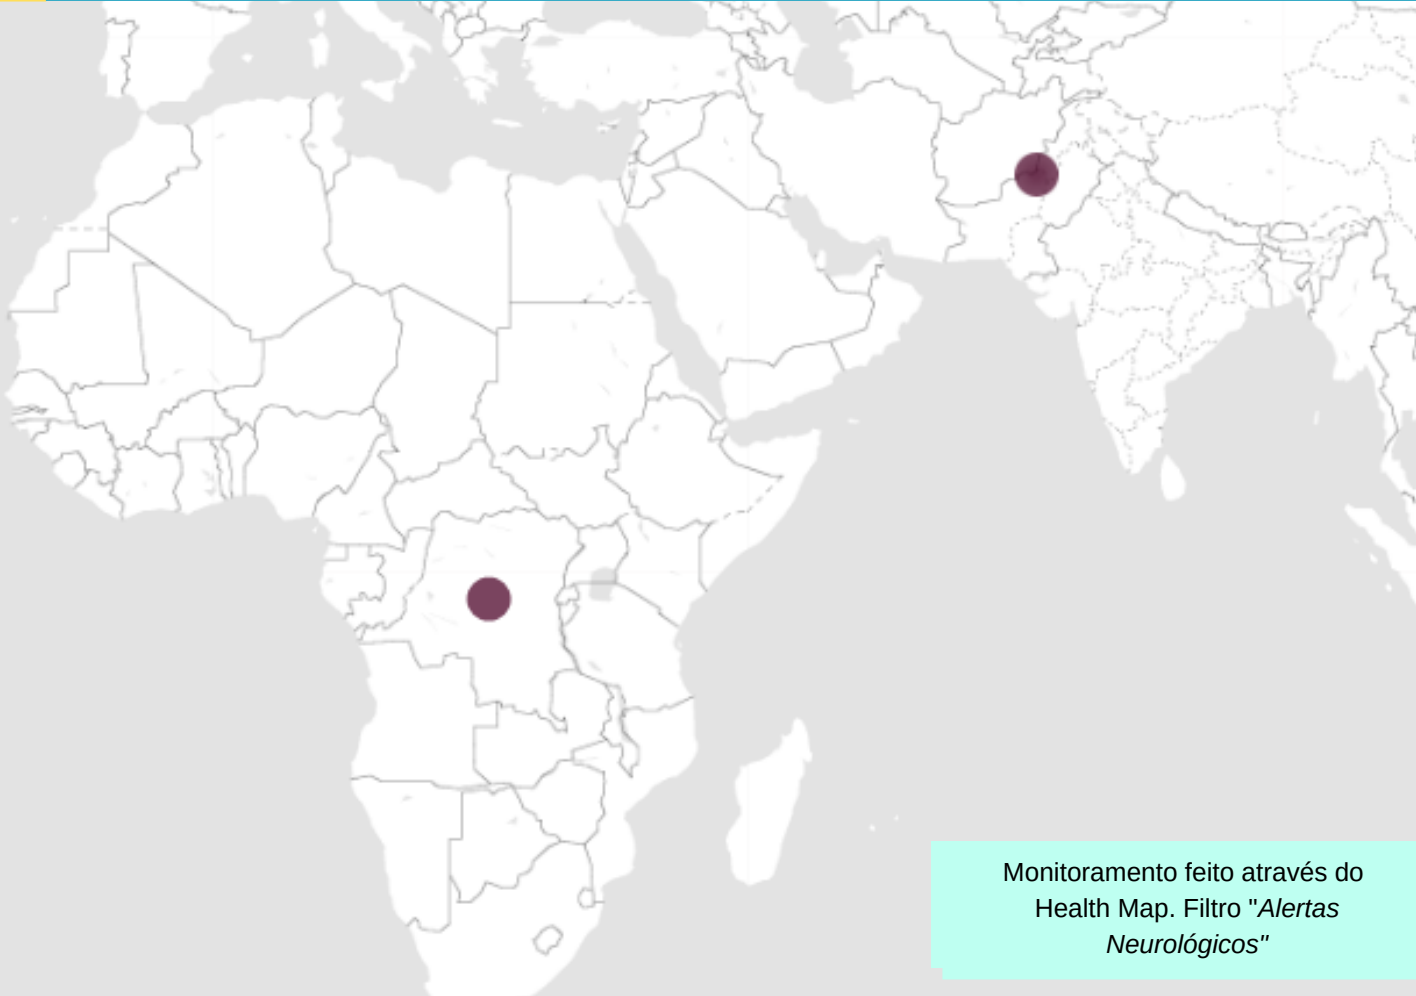 Monitoramento feito através do
Health Map. Filtro "Alertas
Neurológicos"